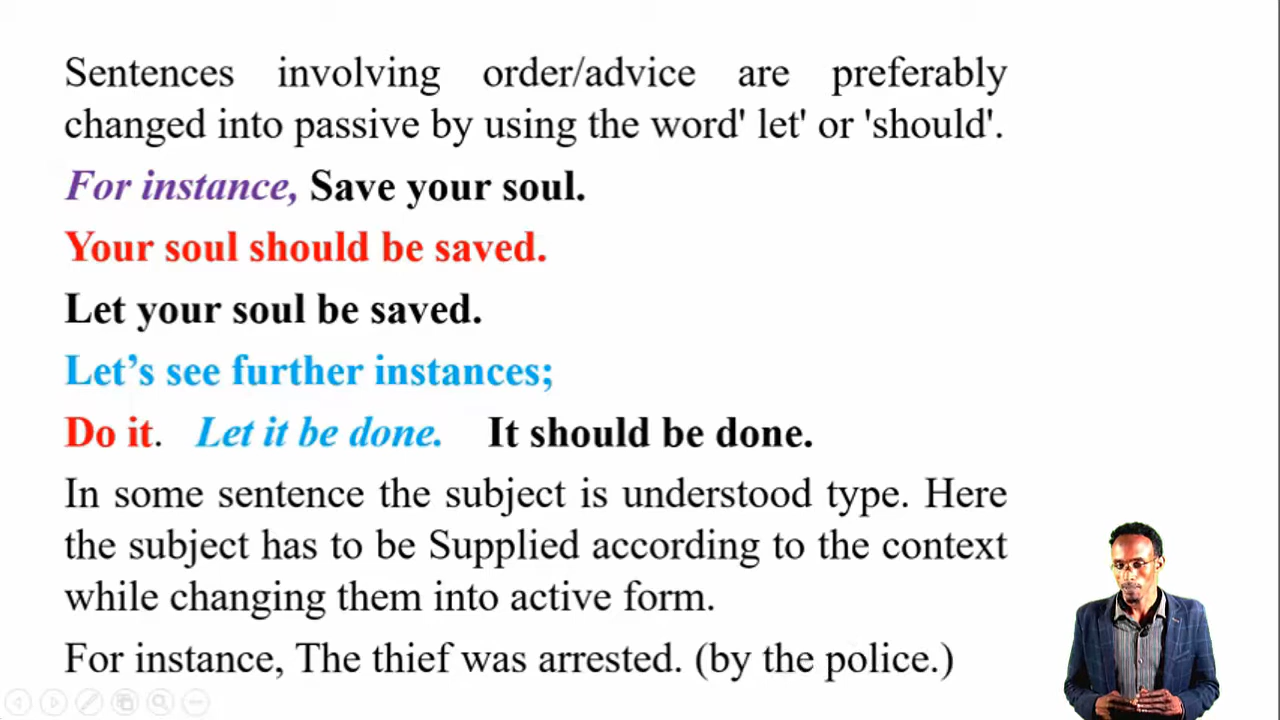 Sentences involving order/advice are preferably
changed into passive by using the word' let' or 'should'.
For instance, Save your soul.
Your soul should be saved.
Let your soul be saved.
Let’s see further instances;
Do it. Let it be done. It should be done.
In some sentence the subject is understood type. Here
the subject has to be Supplied according to the context
while changing them into active form.
For instance, The thief was arrested. (by the police.)